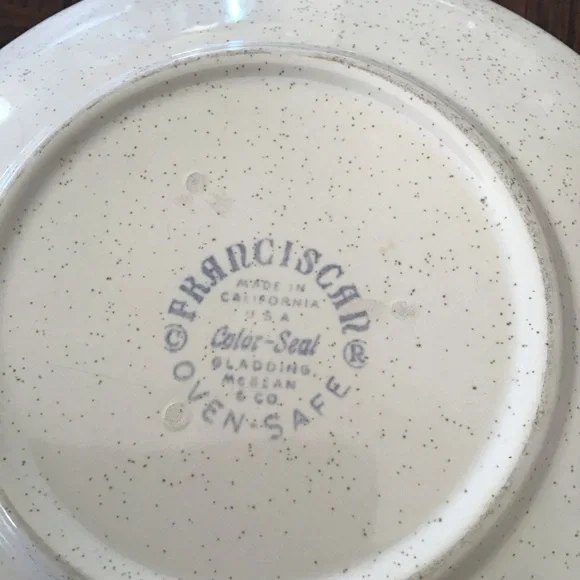 FRANCISCAN
MADE IN
CALIFORNIA
U.S.A
Color-Seal
GLADDING,
McBEAN
& CO.
© OVEN-SAFE ®